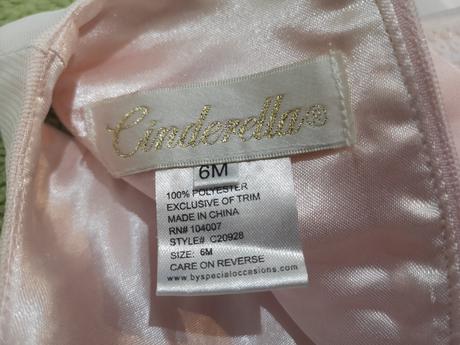 Cinderella®
6M
100% POLYESTER
EXCLUSIVE OF TRIM
MADE IN CHINA
RN# 104007
STYLE# C20928
SIZE: 6M
CARE ON REVERSE
www.byspecialoccasions.com